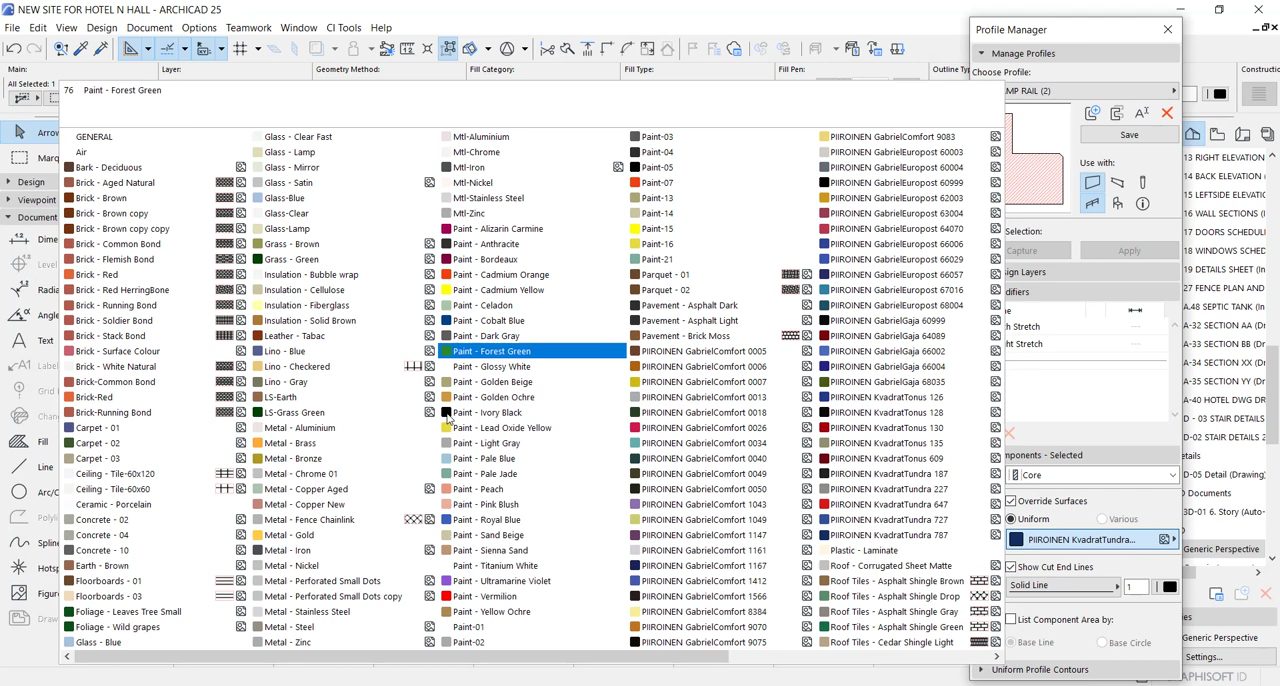 NEW SITE FOR HOTEL N HALL - ARCHICAD 25
File Edit View Design Document Options Teamwork Window CI Tools Help
Main: Layer: Geometry Method: Fill Category: Fill Type: Fill Pen:
All Selected: 1
76 Paint - Forest Green
GENERAL
Air
Bark - Deciduous
Brick - Aged Natural
Brick - Brown
Brick - Brown copy
Brick - Brown copy copy
Brick - Common Bond
Brick - Flemish Bond
Brick - Red
Brick - Red HerringBone
Brick - Running Bond
Brick - Soldier Bond
Brick - Stack Bond
Brick - Surface Colour
Brick - White Natural
Brick-Common Bond
Brick-Red
Brick-Running Bond
Carpet - 01
Carpet - 02
Carpet - 03
Ceiling - Tile-60x120
Ceiling - Tile-60x60
Ceramic - Porcelain
Concrete - 02
Concrete - 04
Concrete - 10
Earth - Brown
Floorboards - 01
Floorboards - 03
Foliage - Leaves Tree Small
Foliage - Wild grapes
Glass - Blue
Glass - Clear Fast
Glass - Lamp
Glass - Mirror
Glass - Satin
Glass-Blue
Glass-Clear
Glass-Lamp
Grass - Brown
Grass - Green
Insulation - Bubble wrap
Insulation - Cellulose
Insulation - Fiberglass
Insulation - Solid Brown
Leather - Tabac
Lino - Blue
Lino - Checkered
Lino - Gray
LS-Earth
LS-Grass Green
Metal - Aluminium
Metal - Brass
Metal - Bronze
Metal - Chrome 01
Metal - Copper Aged
Metal - Copper New
Metal - Fence Chainlink
Metal - Gold
Metal - Iron
Metal - Nickel
Metal - Perforated Small Dots
Metal - Perforated Small Dots copy
Metal - Stainless Steel
Metal - Steel
Metal - Zinc
Mtl-Aluminium
Mtl-Chrome
Mtl-Iron
Mtl-Nickel
Mtl-Stainless Steel
Mtl-Zinc
Paint - Alizarin Carmine
Paint - Anthracite
Paint - Bordeaux
Paint - Cadmium Orange
Paint - Cadmium Yellow
Paint - Celadon
Paint - Cobalt Blue
Paint - Dark Gray
Paint - Forest Green
Paint - Glossy White
Paint - Golden Beige
Paint - Golden Ochre
Paint - Ivory Black
Paint - Lead Oxide Yellow
Paint - Light Gray
Paint - Pale Blue
Paint - Pale Jade
Paint - Peach
Paint - Pink Blush
Paint - Royal Blue
Paint - Sand Beige
Paint - Sienna Sand
Paint - Titanium White
Paint - Ultramarine Violet
Paint - Vermilion
Paint - Yellow Ochre
Paint-01
Paint-02
Paint-03
Paint-04
Paint-05
Paint-07
Paint-13
Paint-14
Paint-15
Paint-16
Paint-21
Parquet - 01
Parquet - 02
Pavement - Asphalt Dark
Pavement - Asphalt Light
Pavement - Brick Moss
PIIROINEN GabrielComfort 0005
PIIROINEN GabrielComfort 0006
PIIROINEN GabrielComfort 0007
PIIROINEN GabrielComfort 0013
PIIROINEN GabrielComfort 0018
PIIROINEN GabrielComfort 0026
PIIROINEN GabrielComfort 0034
PIIROINEN GabrielComfort 0040
PIIROINEN GabrielComfort 0049
PIIROINEN GabrielComfort 0050
PIIROINEN GabrielComfort 1043
PIIROINEN GabrielComfort 1049
PIIROINEN GabrielComfort 1147
PIIROINEN GabrielComfort 1161
PIIROINEN GabrielComfort 1167
PIIROINEN GabrielComfort 1412
PIIROINEN GabrielComfort 1566
PIIROINEN GabrielComfort 8384
PIIROINEN GabrielComfort 9070
PIIROINEN GabrielComfort 9075
PIIROINEN GabrielComfort 9083
PIIROINEN GabrielEuropost 60003
PIIROINEN GabrielEuropost 60004
PIIROINEN GabrielEuropost 60999
PIIROINEN GabrielEuropost 62003
PIIROINEN GabrielEuropost 63004
PIIROINEN GabrielEuropost 64070
PIIROINEN GabrielEuropost 66006
PIIROINEN GabrielEuropost 66029
PIIROINEN GabrielEuropost 66057
PIIROINEN GabrielEuropost 67016
PIIROINEN GabrielEuropost 68004
PIIROINEN GabrielGaja 60999
PIIROINEN GabrielGaja 64089
PIIROINEN GabrielGaja 66002
PIIROINEN GabrielGaja 66004
PIIROINEN GabrielGaja 68035
PIIROINEN KvadratTonus 126
PIIROINEN KvadratTonus 128
PIIROINEN KvadratTonus 130
PIIROINEN KvadratTonus 135
PIIROINEN KvadratTonus 609
PIIROINEN KvadratTundra 187
PIIROINEN KvadratTundra 227
PIIROINEN KvadratTundra 647
PIIROINEN KvadratTundra 727
PIIROINEN KvadratTundra 787
Plastic - Laminate
Roof - Corrugated Sheet Matte
Roof Tiles - Asphalt Shingle Brown
Roof Tiles - Asphalt Shingle Drop
Roof Tiles - Asphalt Shingle Gray
Roof Tiles - Asphalt Shingle Green
Roof Tiles - Cedar Shingle Light
Arrow
Design
Viewpoint
Text
Fill
Line
Profile Manager
Manage Profiles
Choose Profile:
AMP RAIL (2)
Save
Use with:
Selection:
Capture Apply
Components - Selected
Core
Override Surfaces
Uniform Various
PIIROINEN KvadratTundra...
Show Cut End Lines
Solid Line 1
List Component Area by:
Base Line Base Circle
Uniform Profile Contours
13 RIGHT ELEVATION
14 BACK ELEVATION
15 LEFTSIDE ELEVATIO
16 WALL SECTIONS (I
17 DOORS SCHEDUL
18 WINDOWS SCHED
19 DETAILS SHEET (In
27 FENCE PLAN AND
A.48 SEPTIC TANK (In
A-32 SECTION AA (D
A-33 SECTION BB (D
A-34 SECTION XX (D
A-35 SECTION YY (D
A-40 HOTEL DWG DR
D - 03 STAIR DETAILS
D-02 STAIR DETAILS
D-05 Detail (Drawing
3D-01 6. Story (Auto-
Generic Perspective
Generic Perspective
Settings...
GRAPHISOFT ID